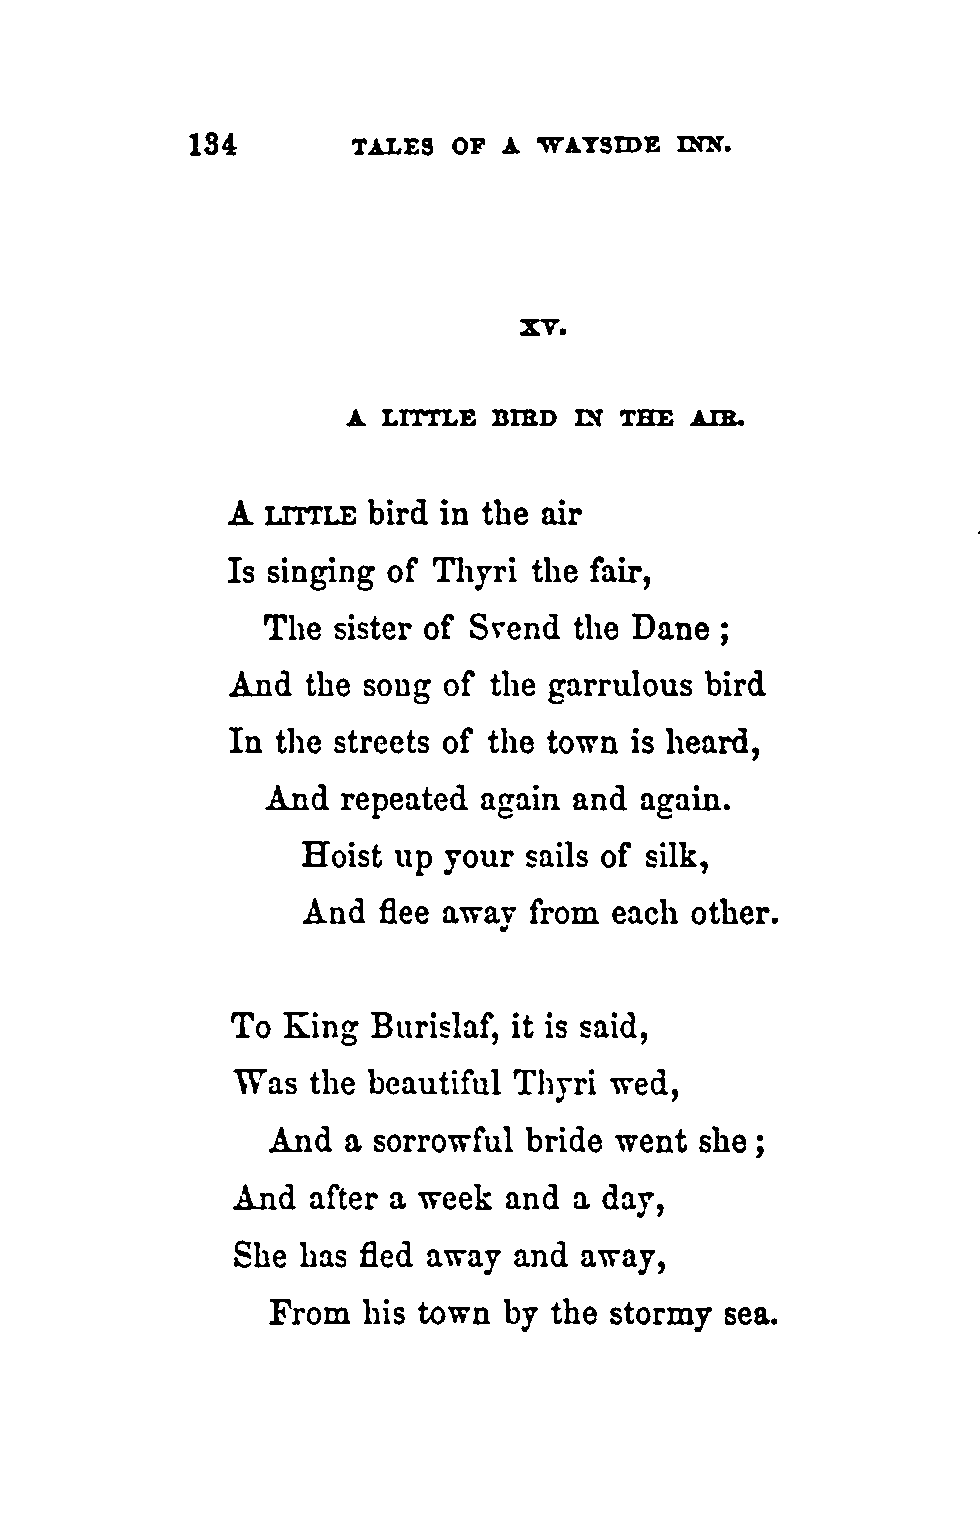 134 TALES OF A WAYSIDE INN.
XV.
A LITTLE BIRD IN THE AIR.
A LITTLE bird in the air
Is singing of Thyri the fair,
The sister of Svend the Dane ;
And the song of the garrulous bird
In the streets of the town is heard,
And repeated again and again.
Hoist up your sails of silk,
And flee away from each other.
To King Burislaf, it is said,
Was the beautiful Thyri wed,
And a sorrowful bride went she ;
And after a week and a day,
She has fled away and away,
From his town by the stormy sea.